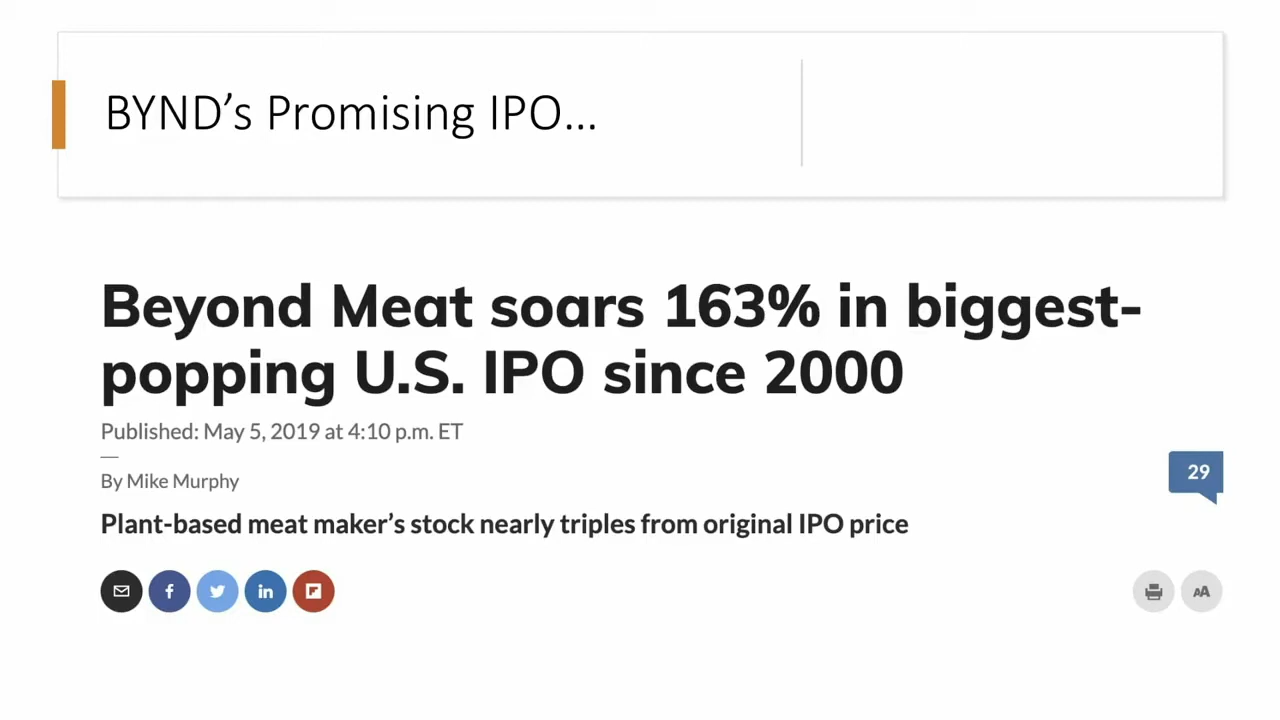 BYND’s Promising IPO...
Beyond Meat soars 163% in biggest-
popping U.S. IPO since 2000
Published: May 5, 2019 at 4:10 p.m. ET
By Mike Murphy
29
Plant-based meat maker’s stock nearly triples from original IPO price
f
in
AA